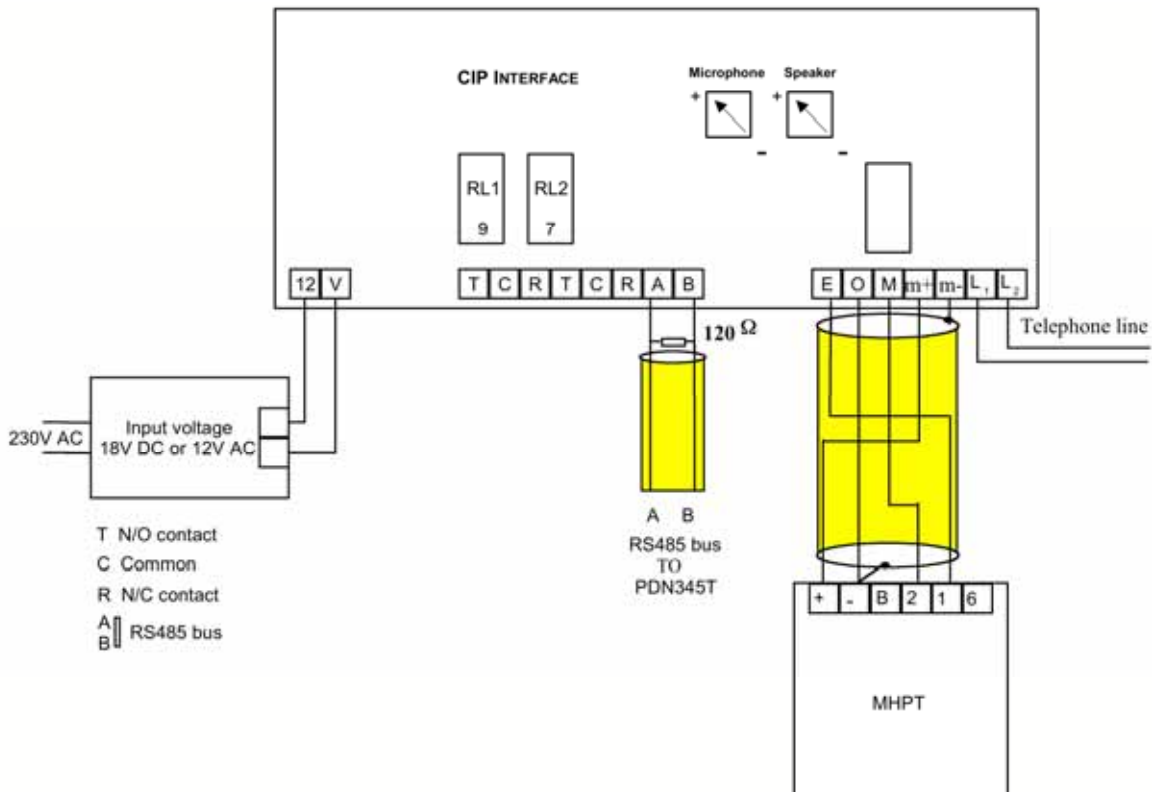 CIP INTERFACE
Microphone Speaker
+ +
- -
RL1 RL2
9 7
12 V T C R T C R A B E O M m+ m- L1 L2
120 Ω
Telephone line
230V AC
Input voltage
18V DC or 12V AC
T N/O contact
C Common
R N/C contact
A
B RS485 bus
A B
RS485 bus
TO
PDN345T
+ - B 2 1 6
MHPT